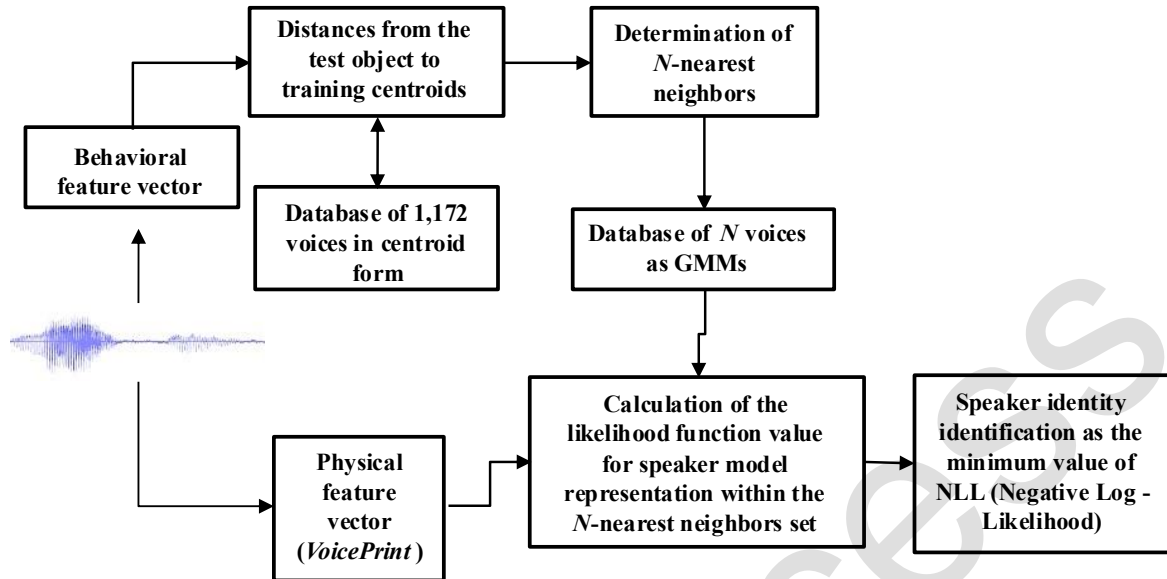 Distances from the
test object to
training centroids
Determination of
N-nearest
neighbors
Behavioral
feature vector
Database of 1,172
voices in centroid
form
Database of N voices
as GMMs
Physical
feature
vector
(VoicePrint )
Calculation of the
likelihood function value
for speaker model
representation within the
N-nearest neighbors set
Speaker identity
identification as the
minimum value of
NLL (Negative Log -
Likelihood)
cess